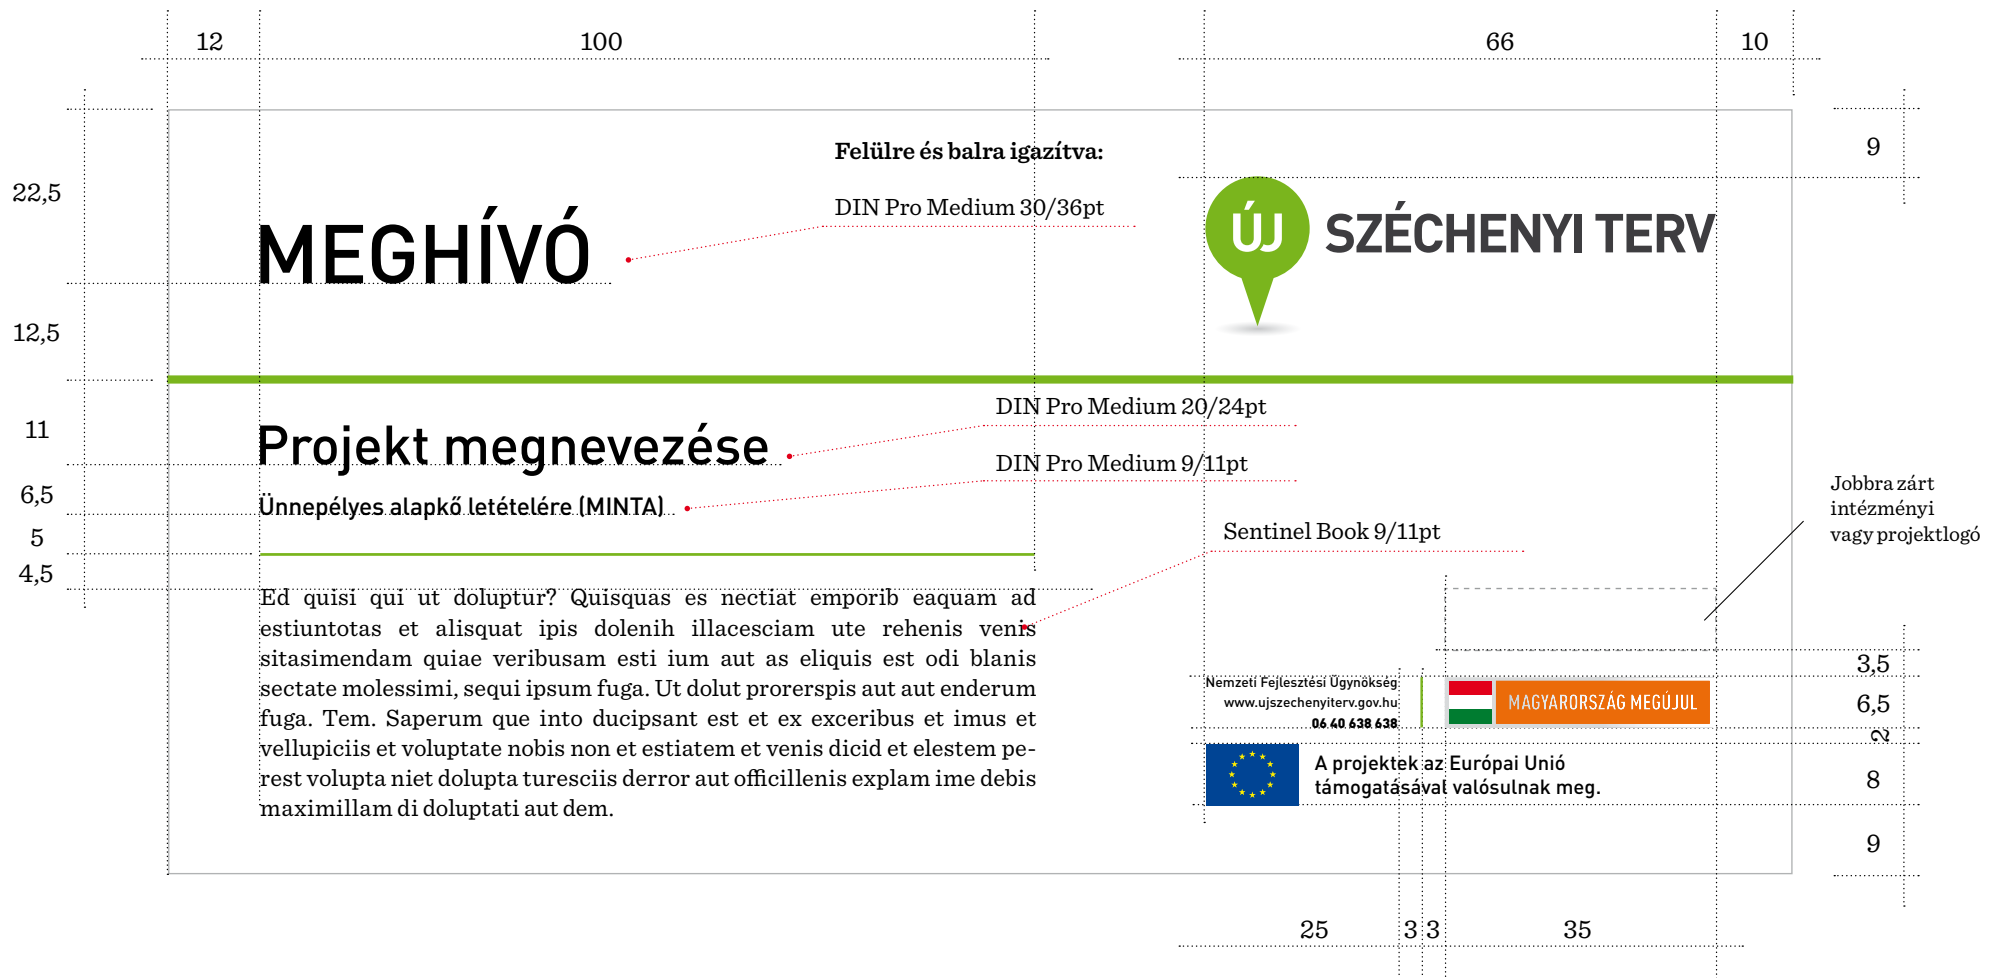 12
100
66
10
9
22,5
12,5
11
6,5
5
4,5
Felülre és balra igazítva:
DIN Pro Medium 30/36pt
MEGHÍVÓ
ÚJ
SZÉCHENYI TERV
DIN Pro Medium 20/24pt
Projekt megnevezése
DIN Pro Medium 9/11pt
Ünnepélyes alapkő letételére (MINTA)
Sentinel Book 9/11pt
Jobbra zárt
intézményi
vagy projektlogó
Ed quisi qui ut doluptur? Quisquas es nectiat emporib eaquam ad
estiuntotas et alisquat ipis dolenih illacesciam ute rehenis venis
sitasimendam quiae veribusam esti ium aut as eliquis est odi blanis
sectate molessimi, sequi ipsum fuga. Ut dolut prorerspis aut aut enderum
fuga. Tem. Saperum que into ducipsant est et ex exceribus et imus et
vellupiciis et voluptate nobis non et estiatem et venis dicid et elestem pe-
rest volupta niet dolupta turesciis derror aut officillenis explam ime debis
maximillam di doluptati aut dem.
Nemzeti Fejlesztési Ügynökség
www.ujszechenyiterv.gov.hu
06 40 638 638
MAGYARORSZÁG MEGÚJUL
A projektek az Európai Unió
támogatásával valósulnak meg.
3,5
6,5
2
8
9
25
3
3
35